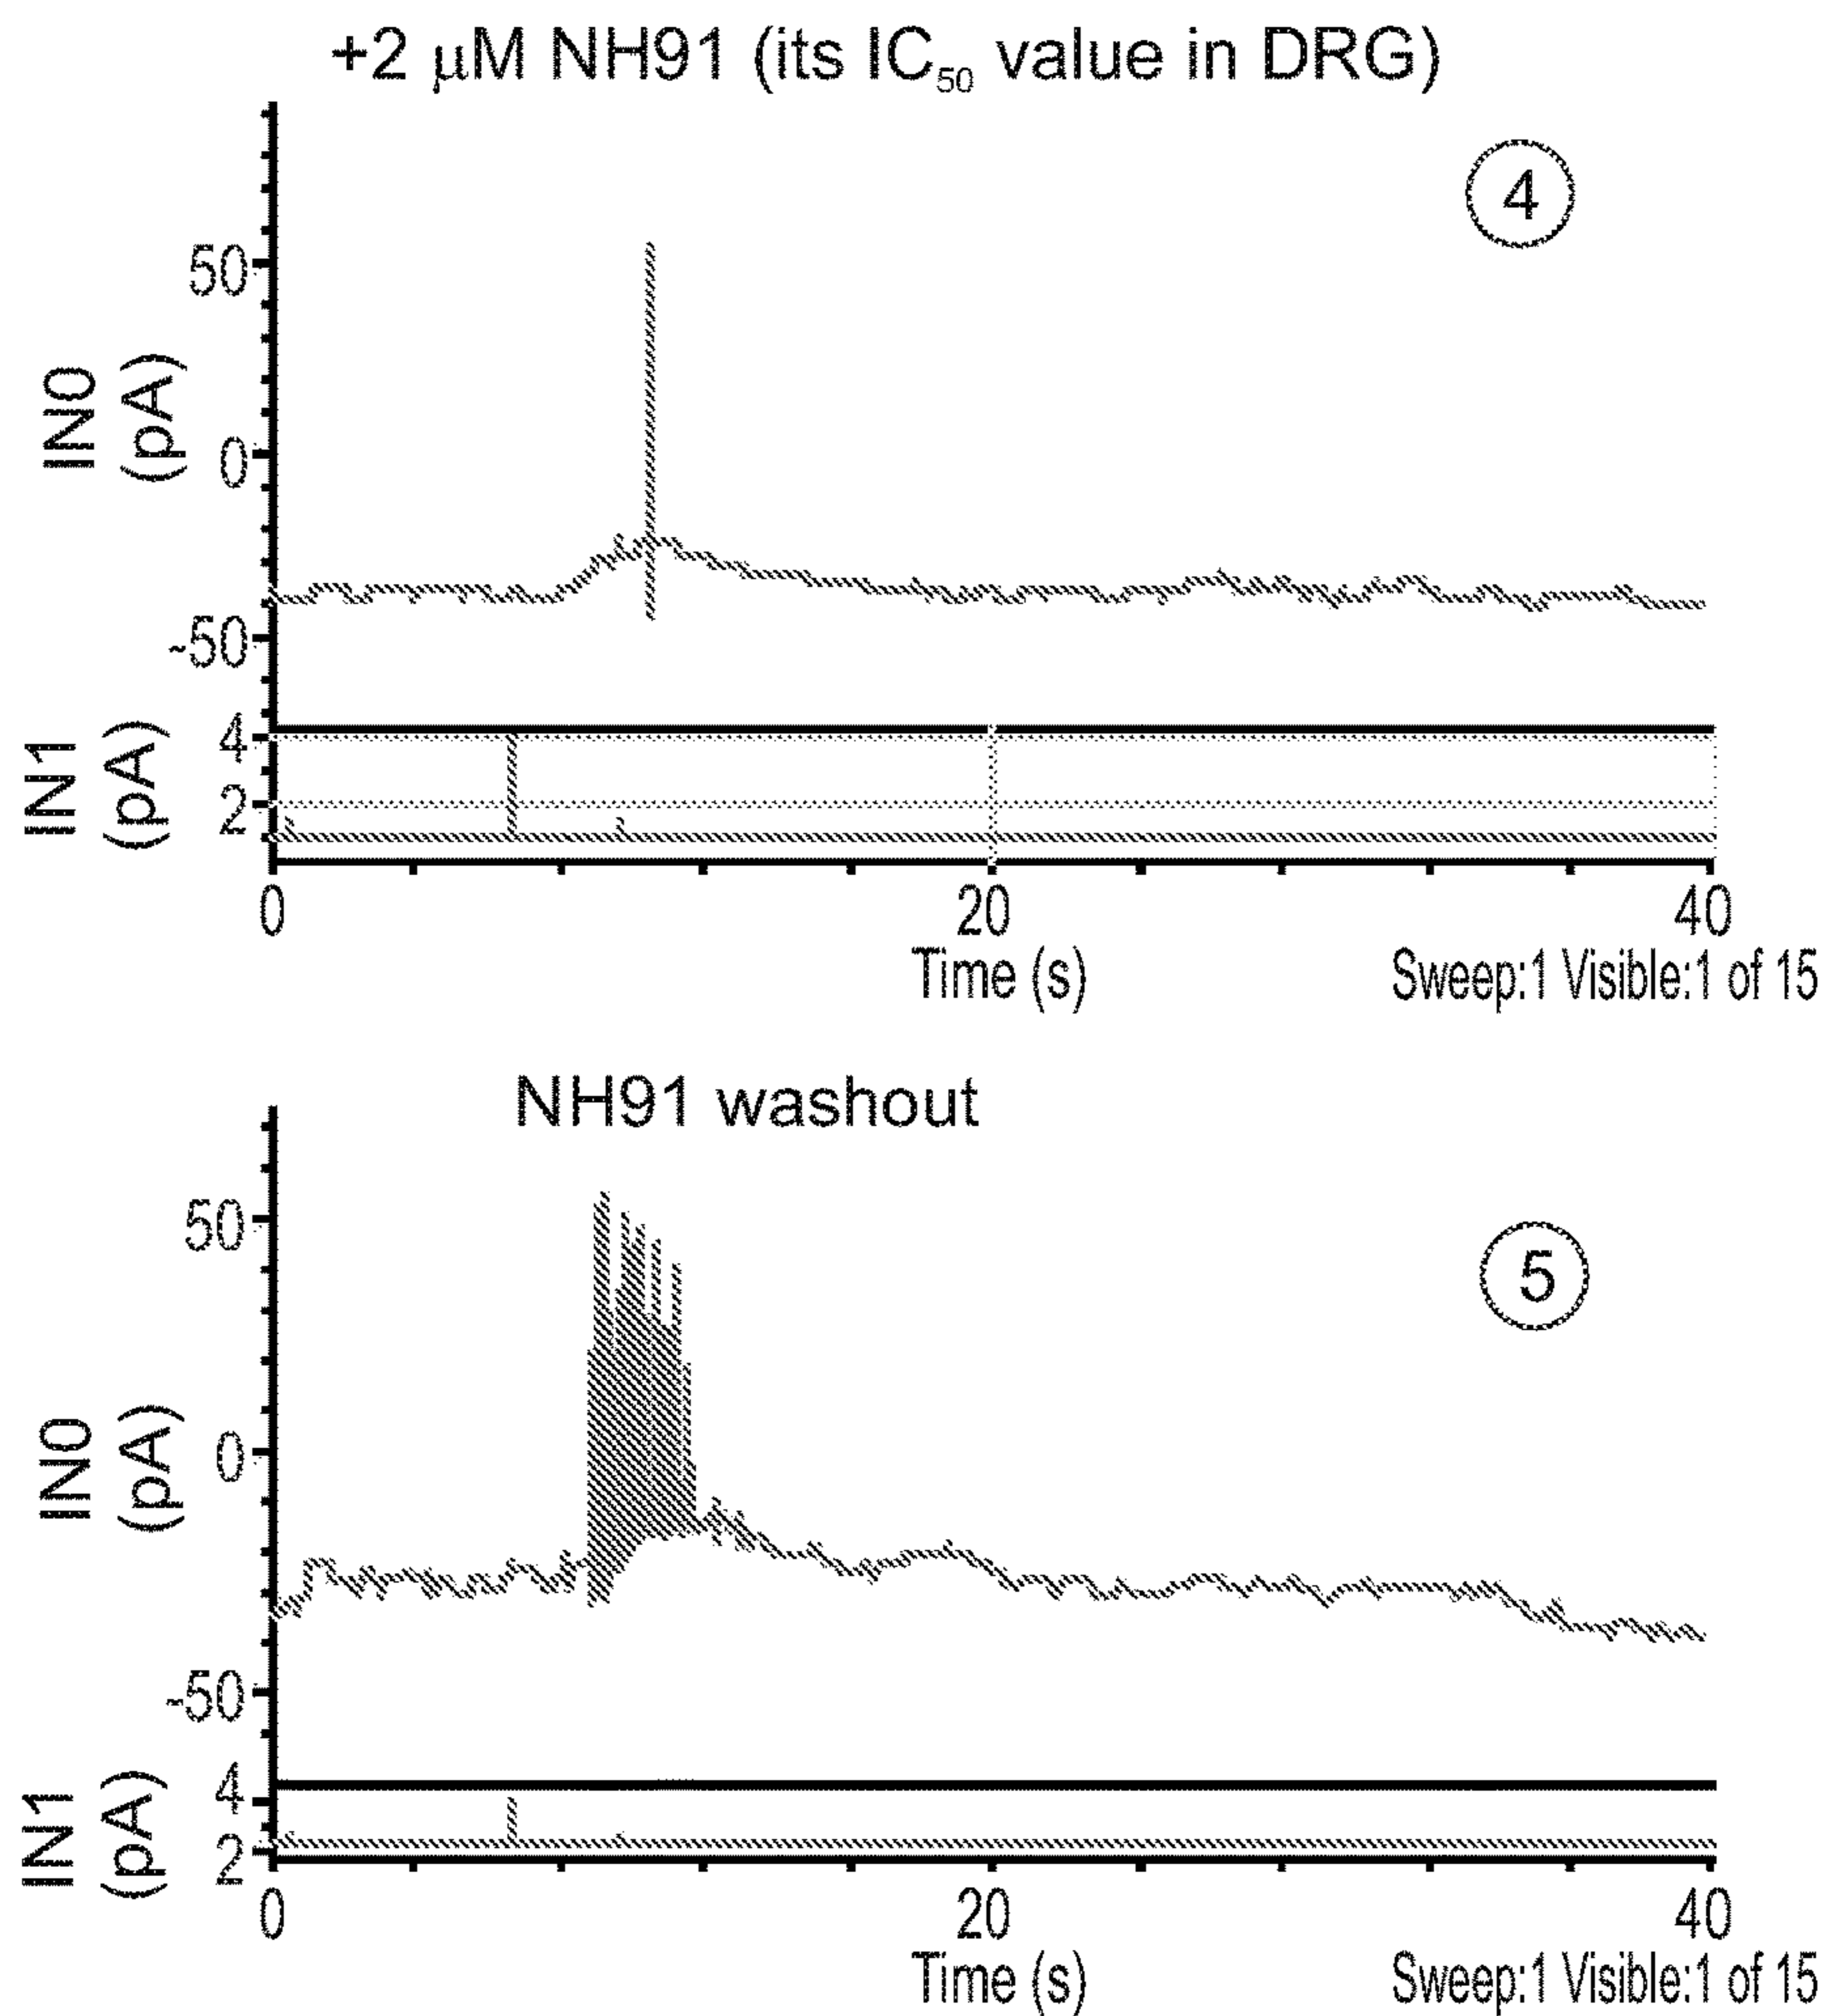 +2 μM NH91 (its IC50 value in DRG)
4
50
0
-50
IN0
(pA)
4
2
IN1
(pA)
0 20 40
Time (s)
Sweep:1 Visible:1 of 15
NH91 washout
5
50
0
-50
IN0
(pA)
4
2
IN1
(pA)
0 20 40
Time (s)
Sweep:1 Visible:1 of 15